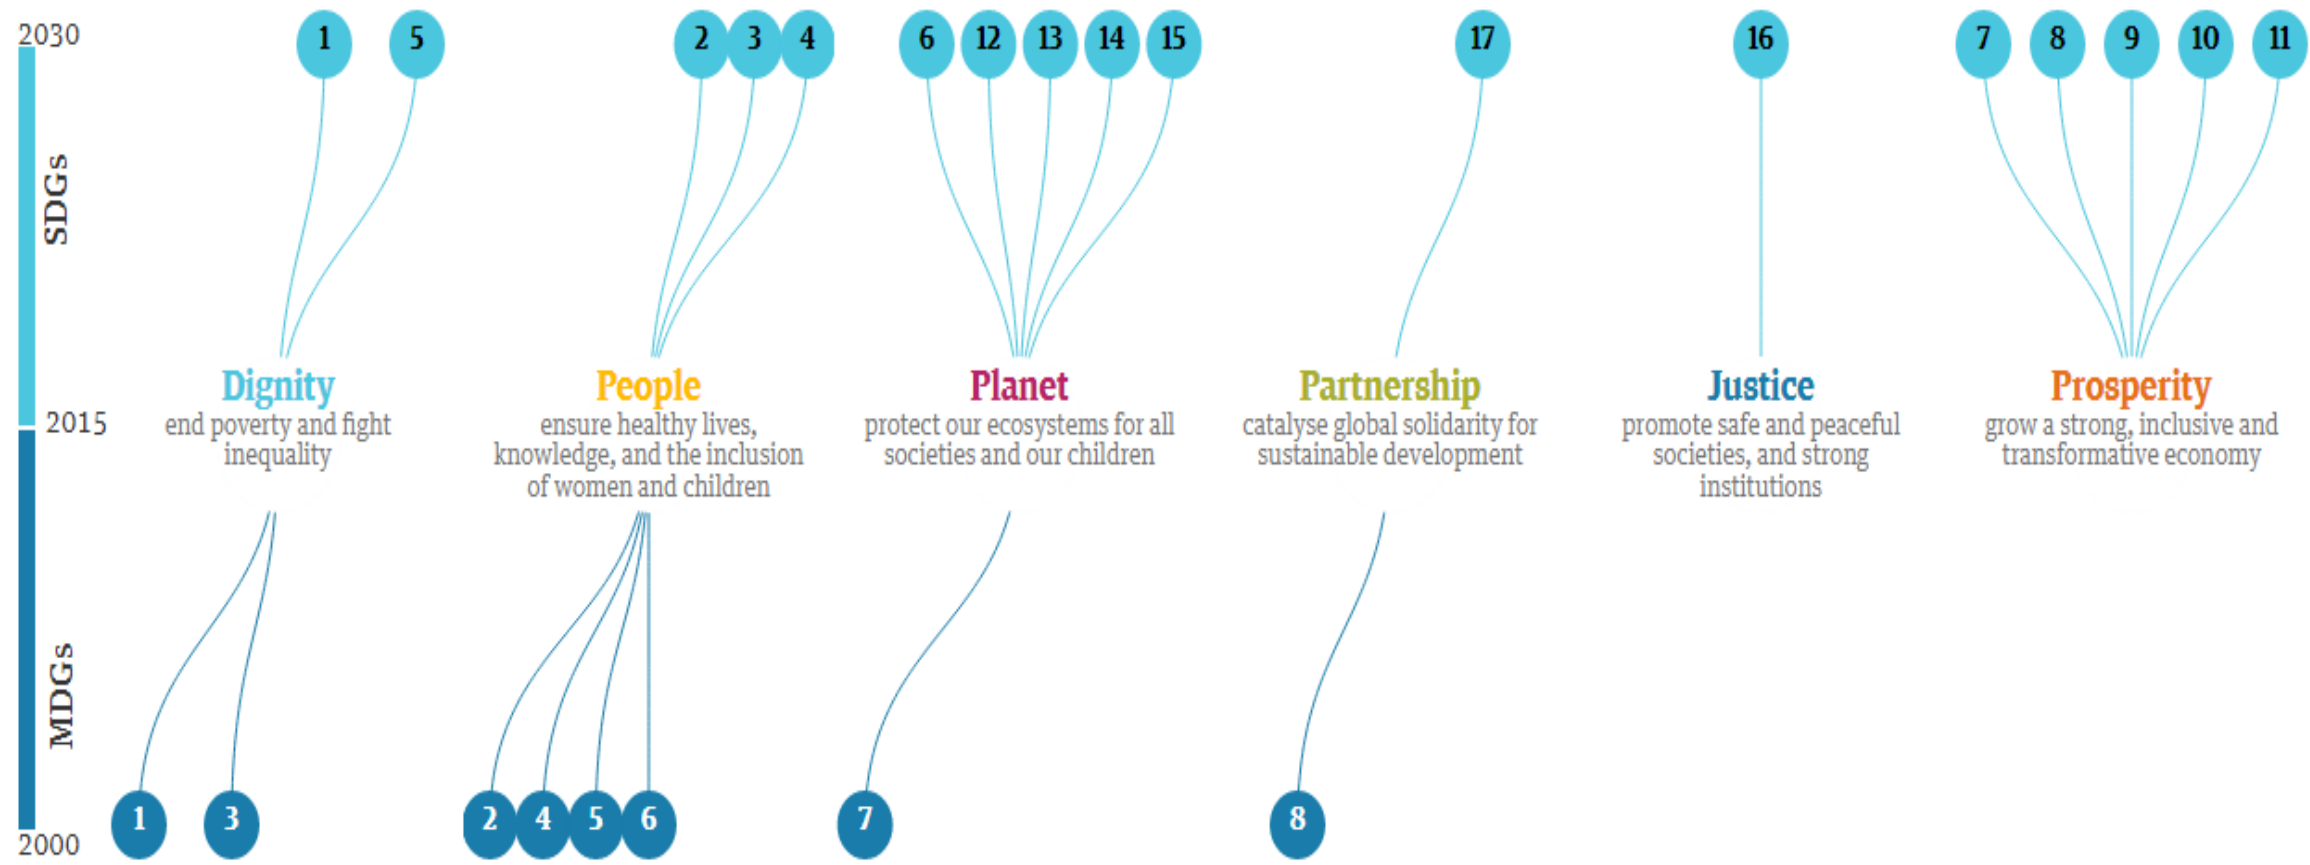 2030
1 5 2 3 4 6 12 13 14 15 17 16 7 8 9 10 11
SDGs
Dignity
end poverty and fight
inequality
People
ensure healthy lives,
knowledge, and the inclusion
of women and children
Planet
protect our ecosystems for all
societies and our children
Partnership
catalyse global solidarity for
sustainable development
Justice
promote safe and peaceful
societies, and strong
institutions
Prosperity
grow a strong, inclusive and
transformative economy
2015
MDGs
1 3 2 4 5 6 7 8
2000